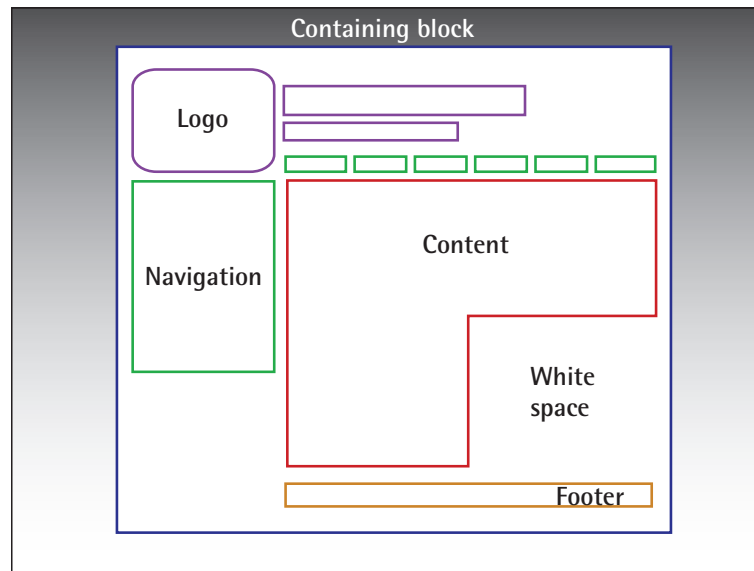 Containing block
Logo
Content
Navigation
White
space
Footer